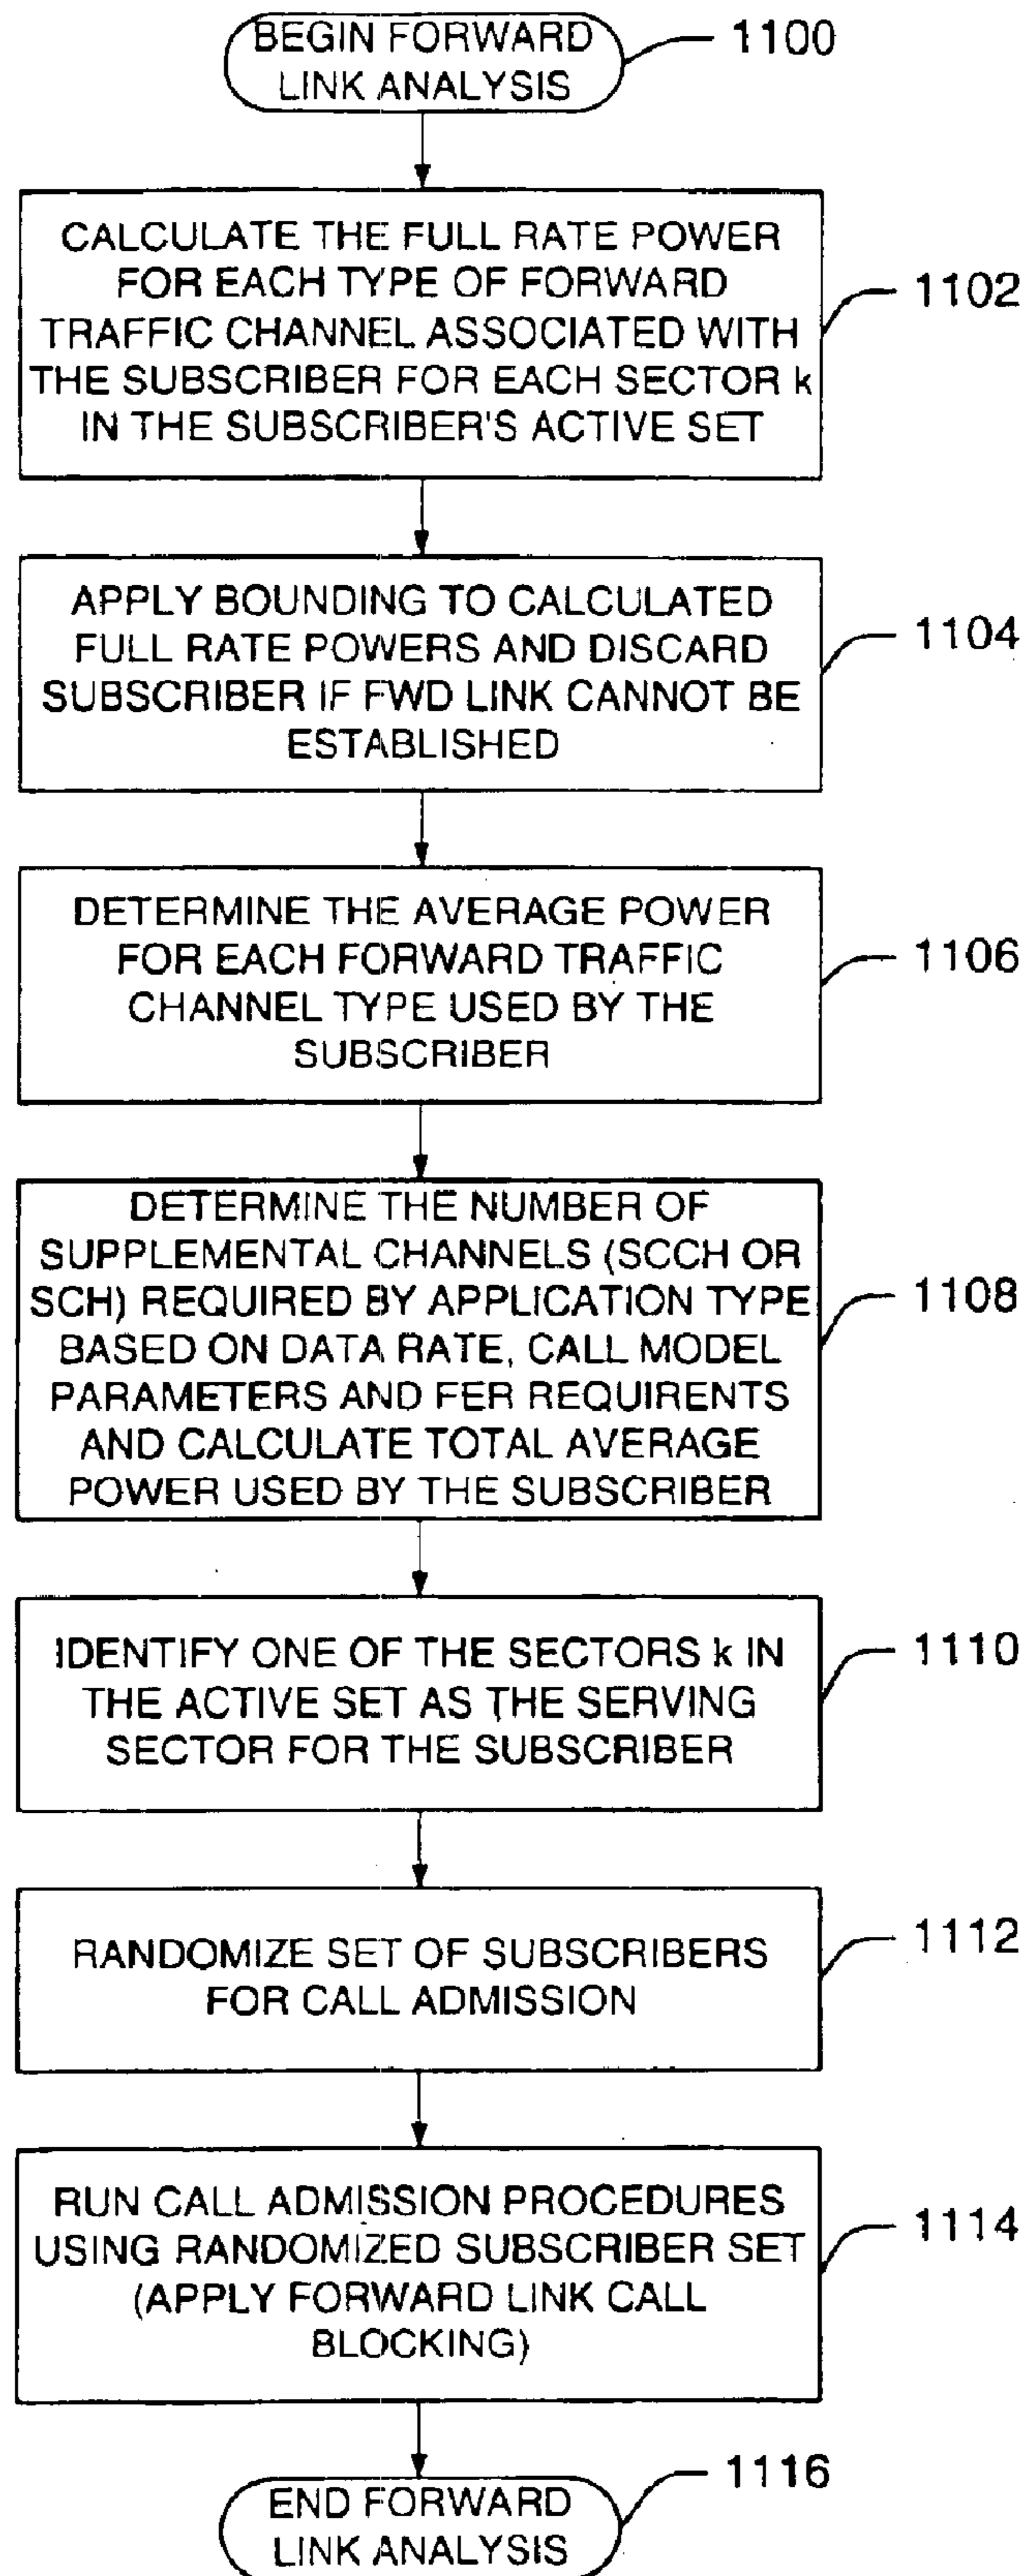 BEGIN FORWARD
LINK ANALYSIS
1100
CALCULATE THE FULL RATE POWER
FOR EACH TYPE OF FORWARD
TRAFFIC CHANNEL ASSOCIATED WITH
THE SUBSCRIBER FOR EACH SECTOR k
IN THE SUBSCRIBER'S ACTIVE SET
1102
APPLY BOUNDING TO CALCULATED
FULL RATE POWERS AND DISCARD
SUBSCRIBER IF FWD LINK CANNOT BE
ESTABLISHED
1104
DETERMINE THE AVERAGE POWER
FOR EACH FORWARD TRAFFIC
CHANNEL TYPE USED BY THE
SUBSCRIBER
1106
DETERMINE THE NUMBER OF
SUPPLEMENTAL CHANNELS (SCCH OR
SCH) REQUIRED BY APPLICATION TYPE
BASED ON DATA RATE, CALL MODEL
PARAMETERS AND FER REQUIRENTS
AND CALCULATE TOTAL AVERAGE
POWER USED BY THE SUBSCRIBER
1108
IDENTIFY ONE OF THE SECTORS k IN
THE ACTIVE SET AS THE SERVING
SECTOR FOR THE SUBSCRIBER
1110
RANDOMIZE SET OF SUBSCRIBERS
FOR CALL ADMISSION
1112
RUN CALL ADMISSION PROCEDURES
USING RANDOMIZED SUBSCRIBER SET
(APPLY FORWARD LINK CALL
BLOCKING)
1114
END FORWARD
LINK ANALYSIS
1116